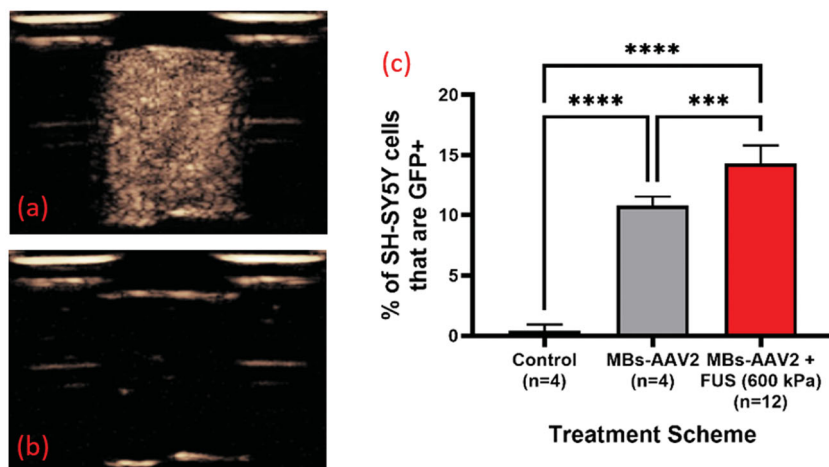 (a)
(b)
(c)
% of SH-SY5Y cells
that are GFP+
20
15
10
5
0
****
****
***
Control
(n=4)
MBs-AAV2
(n=4)
MBs-AAV2 +
FUS (600 kPa)
(n=12)
Treatment Scheme